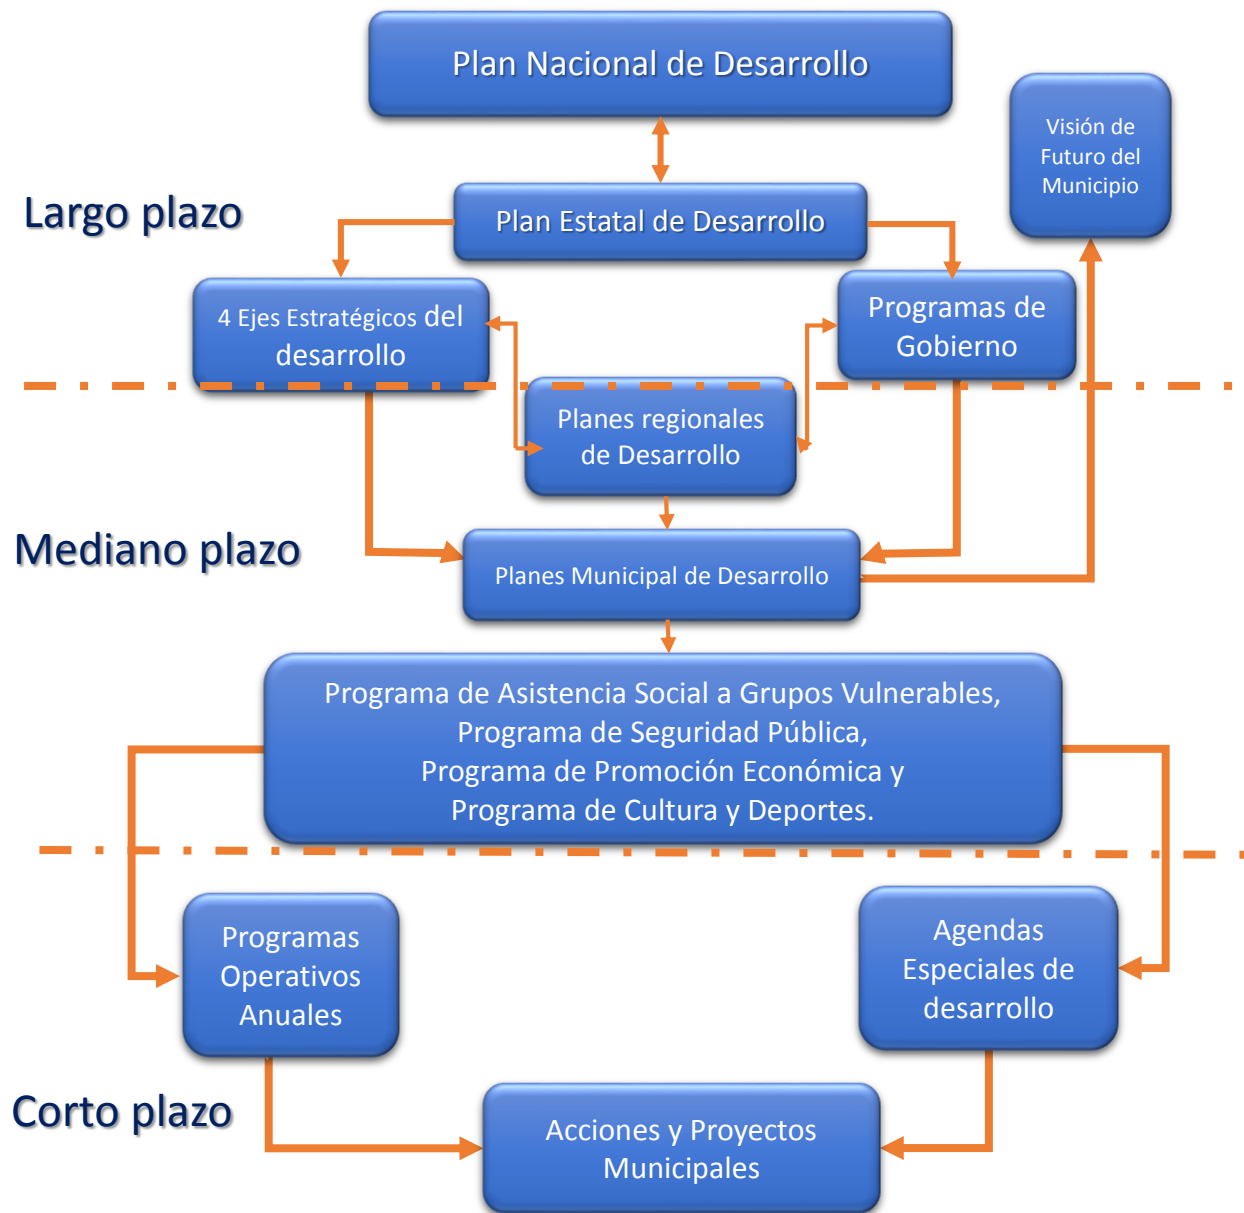 Plan Nacional de Desarrollo
Visión de
Futuro del
Municipio
Largo plazo
Plan Estatal de Desarrollo
4 Ejes Estratégicos del
desarrollo
Programas de
Gobierno
Planes regionales
de Desarrollo
Mediano plazo
Planes Municipal de Desarrollo
Programa de Asistencia Social a Grupos Vulnerables,
Programa de Seguridad Pública,
Programa de Promoción Económica y
Programa de Cultura y Deportes.
Programas
Operativos
Anuales
Agendas
Especiales de
desarrollo
Corto plazo
Acciones y Proyectos
Municipales